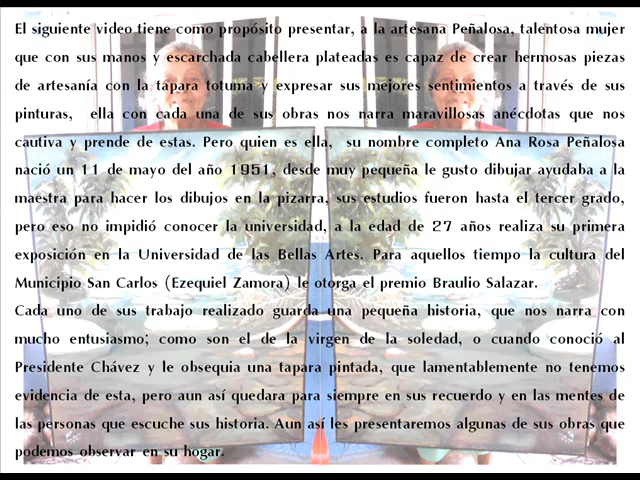 El siguiente video tiene como propósito presentar, a la artesana Peñalosa, talentosa mujer
que con sus manos y escarchada cabellera plateadas es capaz de crear hermosas piezas
de artesanía con la tapara totuma y expresar sus mejores sentimientos a través de sus
pinturas, ella con cada una de sus obras nos narra maravillosas anécdotas que nos
cautiva y prende de estas. Pero quien es ella, su nombre completo Ana Rosa Peñalosa
nació un 11 de mayo del año 1951, desde muy pequeña le gusto dibujar ayudaba a la
maestra para hacer los dibujos en la pizarra, sus estudios fueron hasta el tercer grado,
pero eso no impidió conocer la universidad, a la edad de 27 años realiza su primera
exposición en la Universidad de las Bellas Artes. Para aquellos tiempo la cultura del
Municipio San Carlos (Ezequiel Zamora) le otorga el premio Braulio Salazar.
Cada uno de sus trabajo realizado guarda una pequeña historia, que nos narra con
mucho entusiasmo; como son el de la virgen de la soledad, o cuando conoció al
Presidente Chávez y le obsequia una tapara pintada, que lamentablemente no tenemos
evidencia de esta, pero aun así quedara para siempre en sus recuerdo y en las mentes de
las personas que escuche sus historia. Aun así les presentaremos algunas de sus obras que
podemos observar en su hogar.